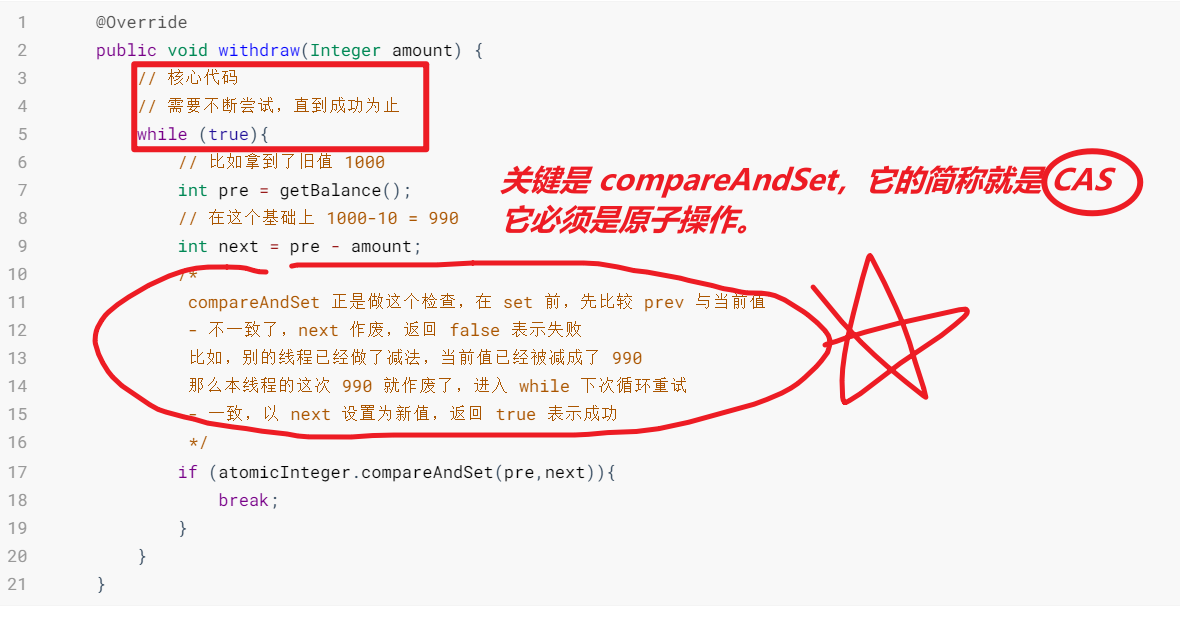 1 @Override
2 public void withdraw(Integer amount) {
3 // 核心代码
4 // 需要不断尝试，直到成功为止
5 while (true){
6 // 比如拿到了旧值 1000
7 int pre = getBalance();
8 // 在这个基础上 1000-10 = 990
9 int next = pre - amount;
关键是 compareAndSet，它的简称就是 CAS
它必须是原子操作。
10 /*
11 compareAndSet 正是做这个检查，在 set 前，先比较 prev 与当前值
12 - 不一致了，next 作废，返回 false 表示失败
13 比如，别的线程已经做了减法，当前值已经被减成了 990
14 那么本线程的这次 990 就作废了，进入 while 下次循环重试
15 - 一致，以 next 设置为新值，返回 true 表示成功
16 */
17 if (atomicInteger.compareAndSet(pre,next)){
18 break;
19 }
20 }
21 }